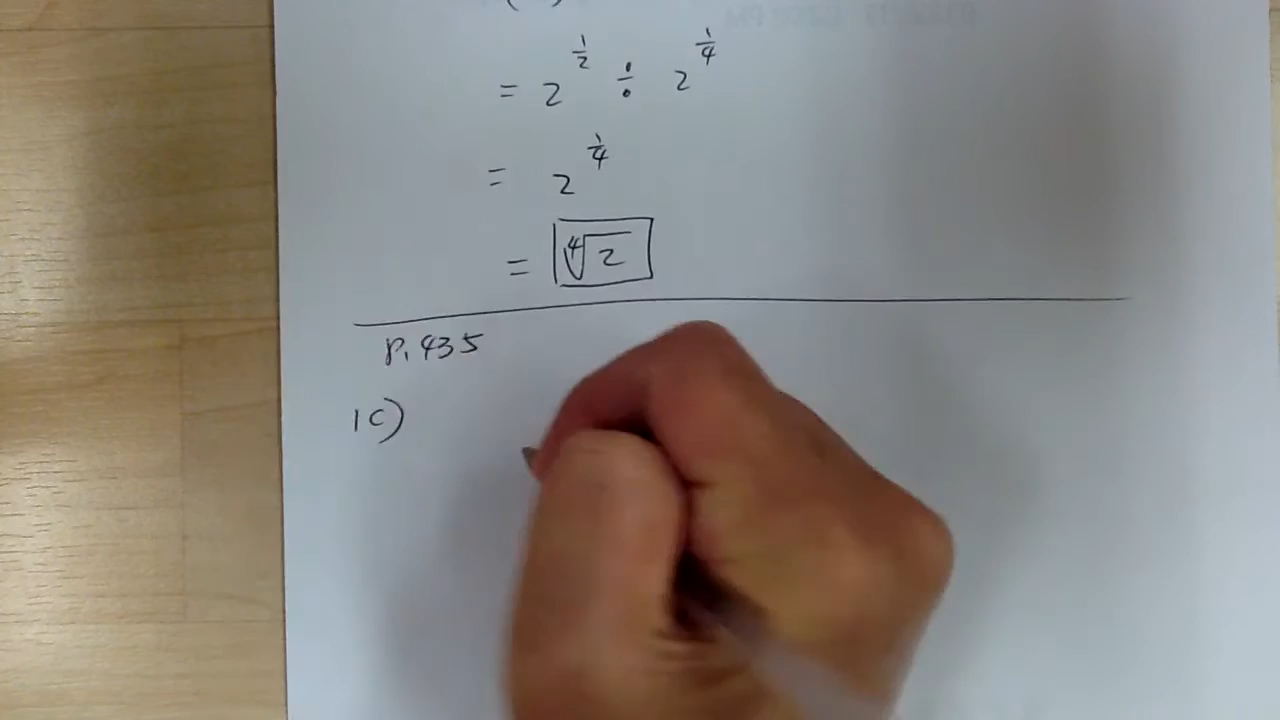 = 2^{1/2} ÷ 2^{1/4}
= 2^{1/4}
= ∜2
P. 435
1c)